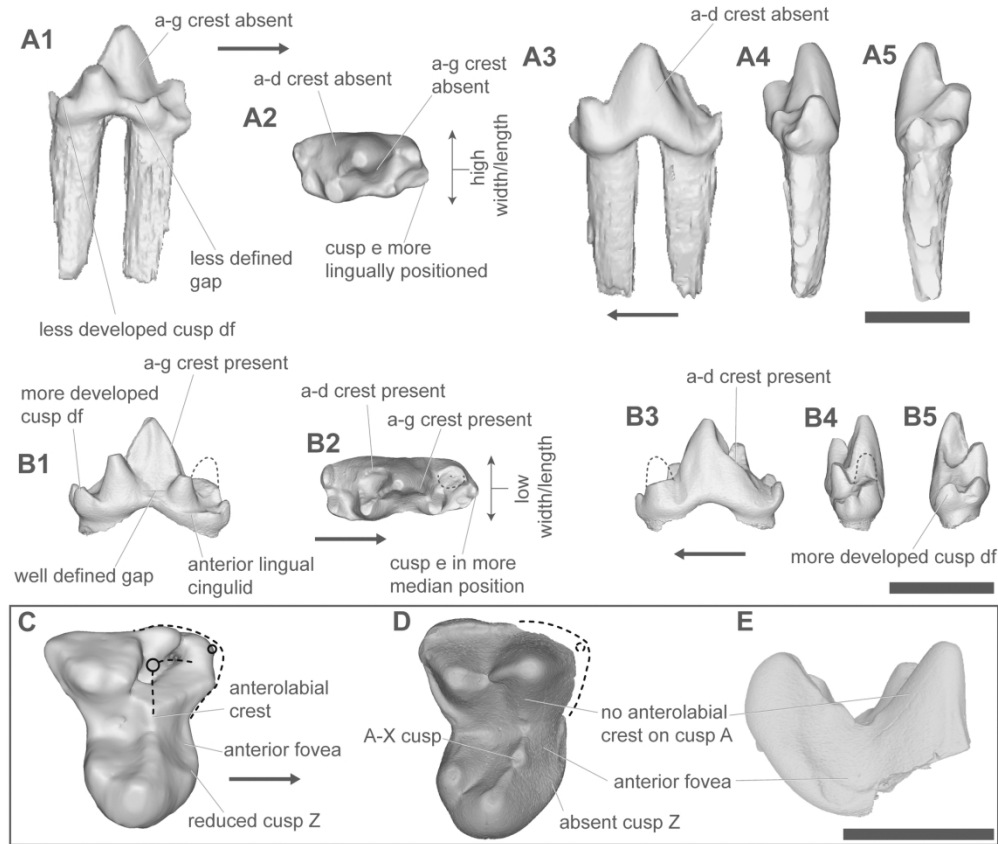 A1
a-g crest absent
less defined
gap
less developed cusp df
A2
a-d crest absent
a-g crest
absent
high
width/length
cusp e more
lingually positioned
A3
a-d crest absent
A4
A5
B1
more developed
cusp df
a-g crest present
well defined gap
anterior lingual
cingulid
B2
a-d crest present
a-g crest present
low
width/length
cusp e in more
median position
B3
a-d crest present
B4
B5
more developed cusp df
C
anterolabial
crest
anterior fovea
reduced cusp Z
D
A-X cusp
no anterolabial
crest on cusp A
anterior fovea
absent cusp Z
E